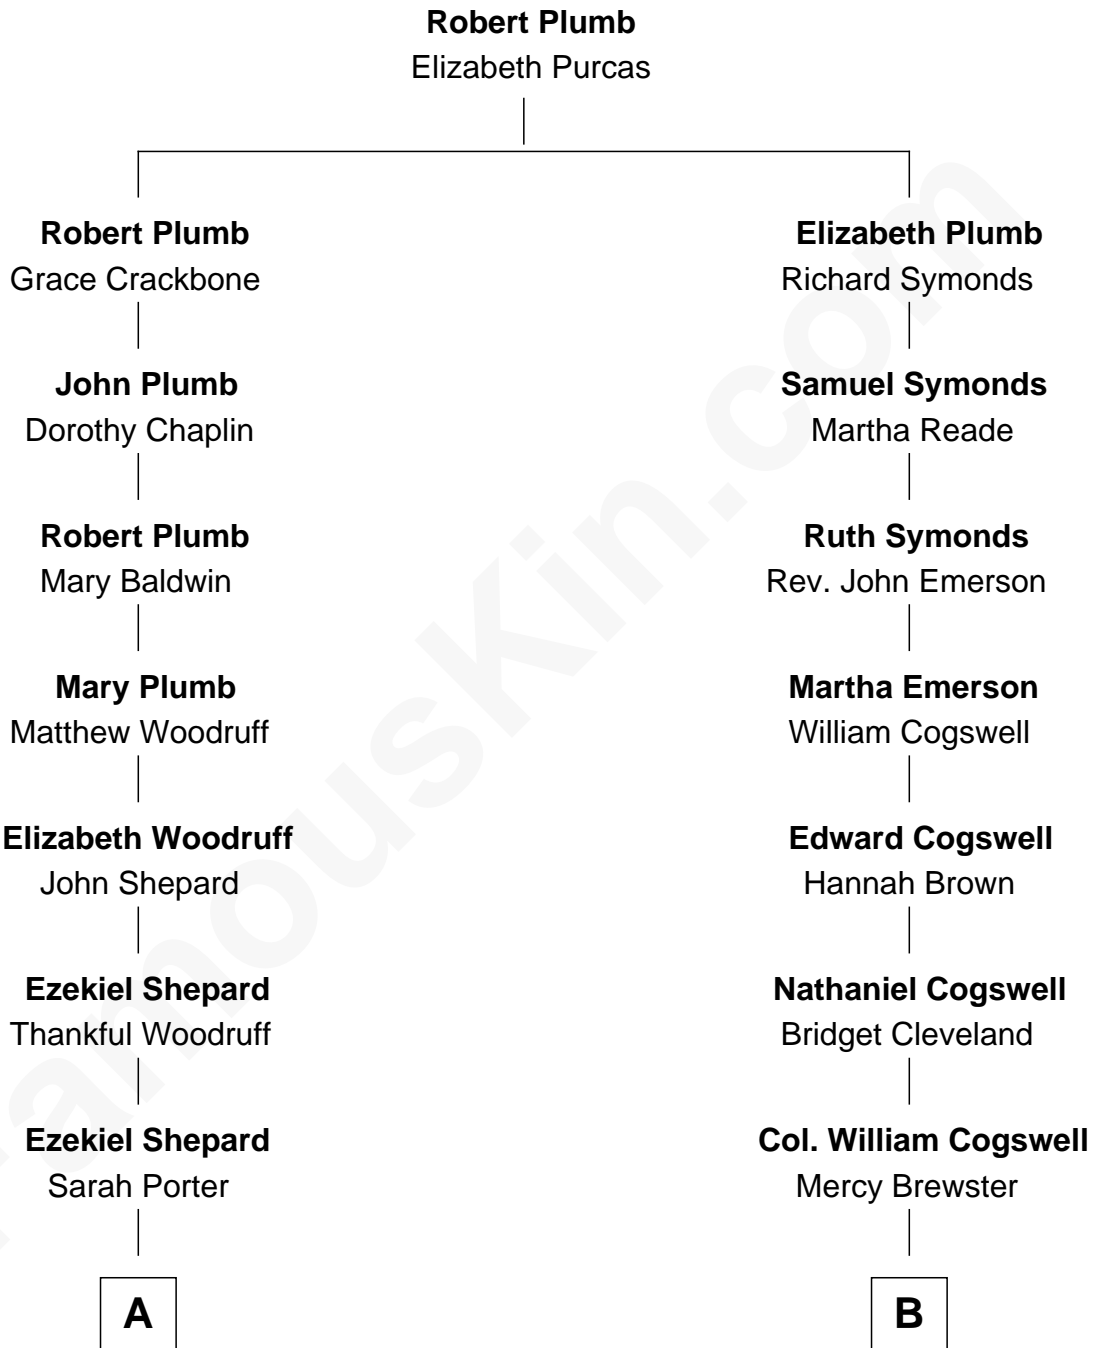 Robert Plumb
Elizabeth Purcas
Robert Plumb
Grace Crackbone
John Plumb
Dorothy Chaplin
Robert Plumb
Mary Baldwin
Mary Plumb
Matthew Woodruff
Elizabeth Woodruff
John Shepard
Ezekiel Shepard
Thankful Woodruff
Ezekiel Shepard
Sarah Porter
A
Elizabeth Plumb
Richard Symonds
Samuel Symonds
Martha Reade
Ruth Symonds
Rev. John Emerson
Martha Emerson
William Cogswell
Edward Cogswell
Hannah Brown
Nathaniel Cogswell
Bridget Cleveland
Col. William Cogswell
Mercy Brewster
B
FamousKin.com